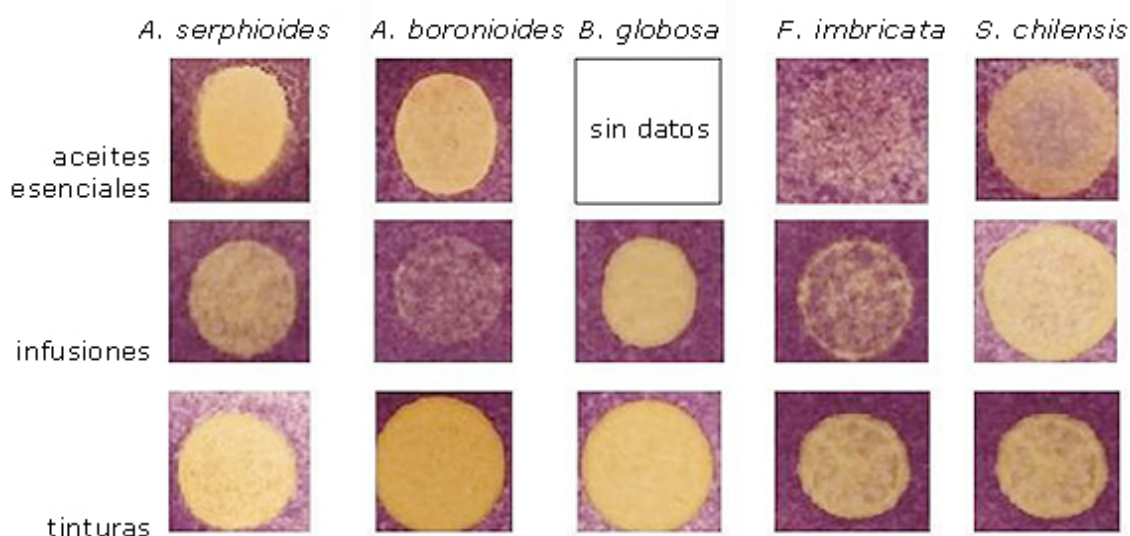 A. serphioides A. boronioides B. globosa F. imbricata S. chilensis
sin datos
aceites
esenciales
infusiones
tinturas